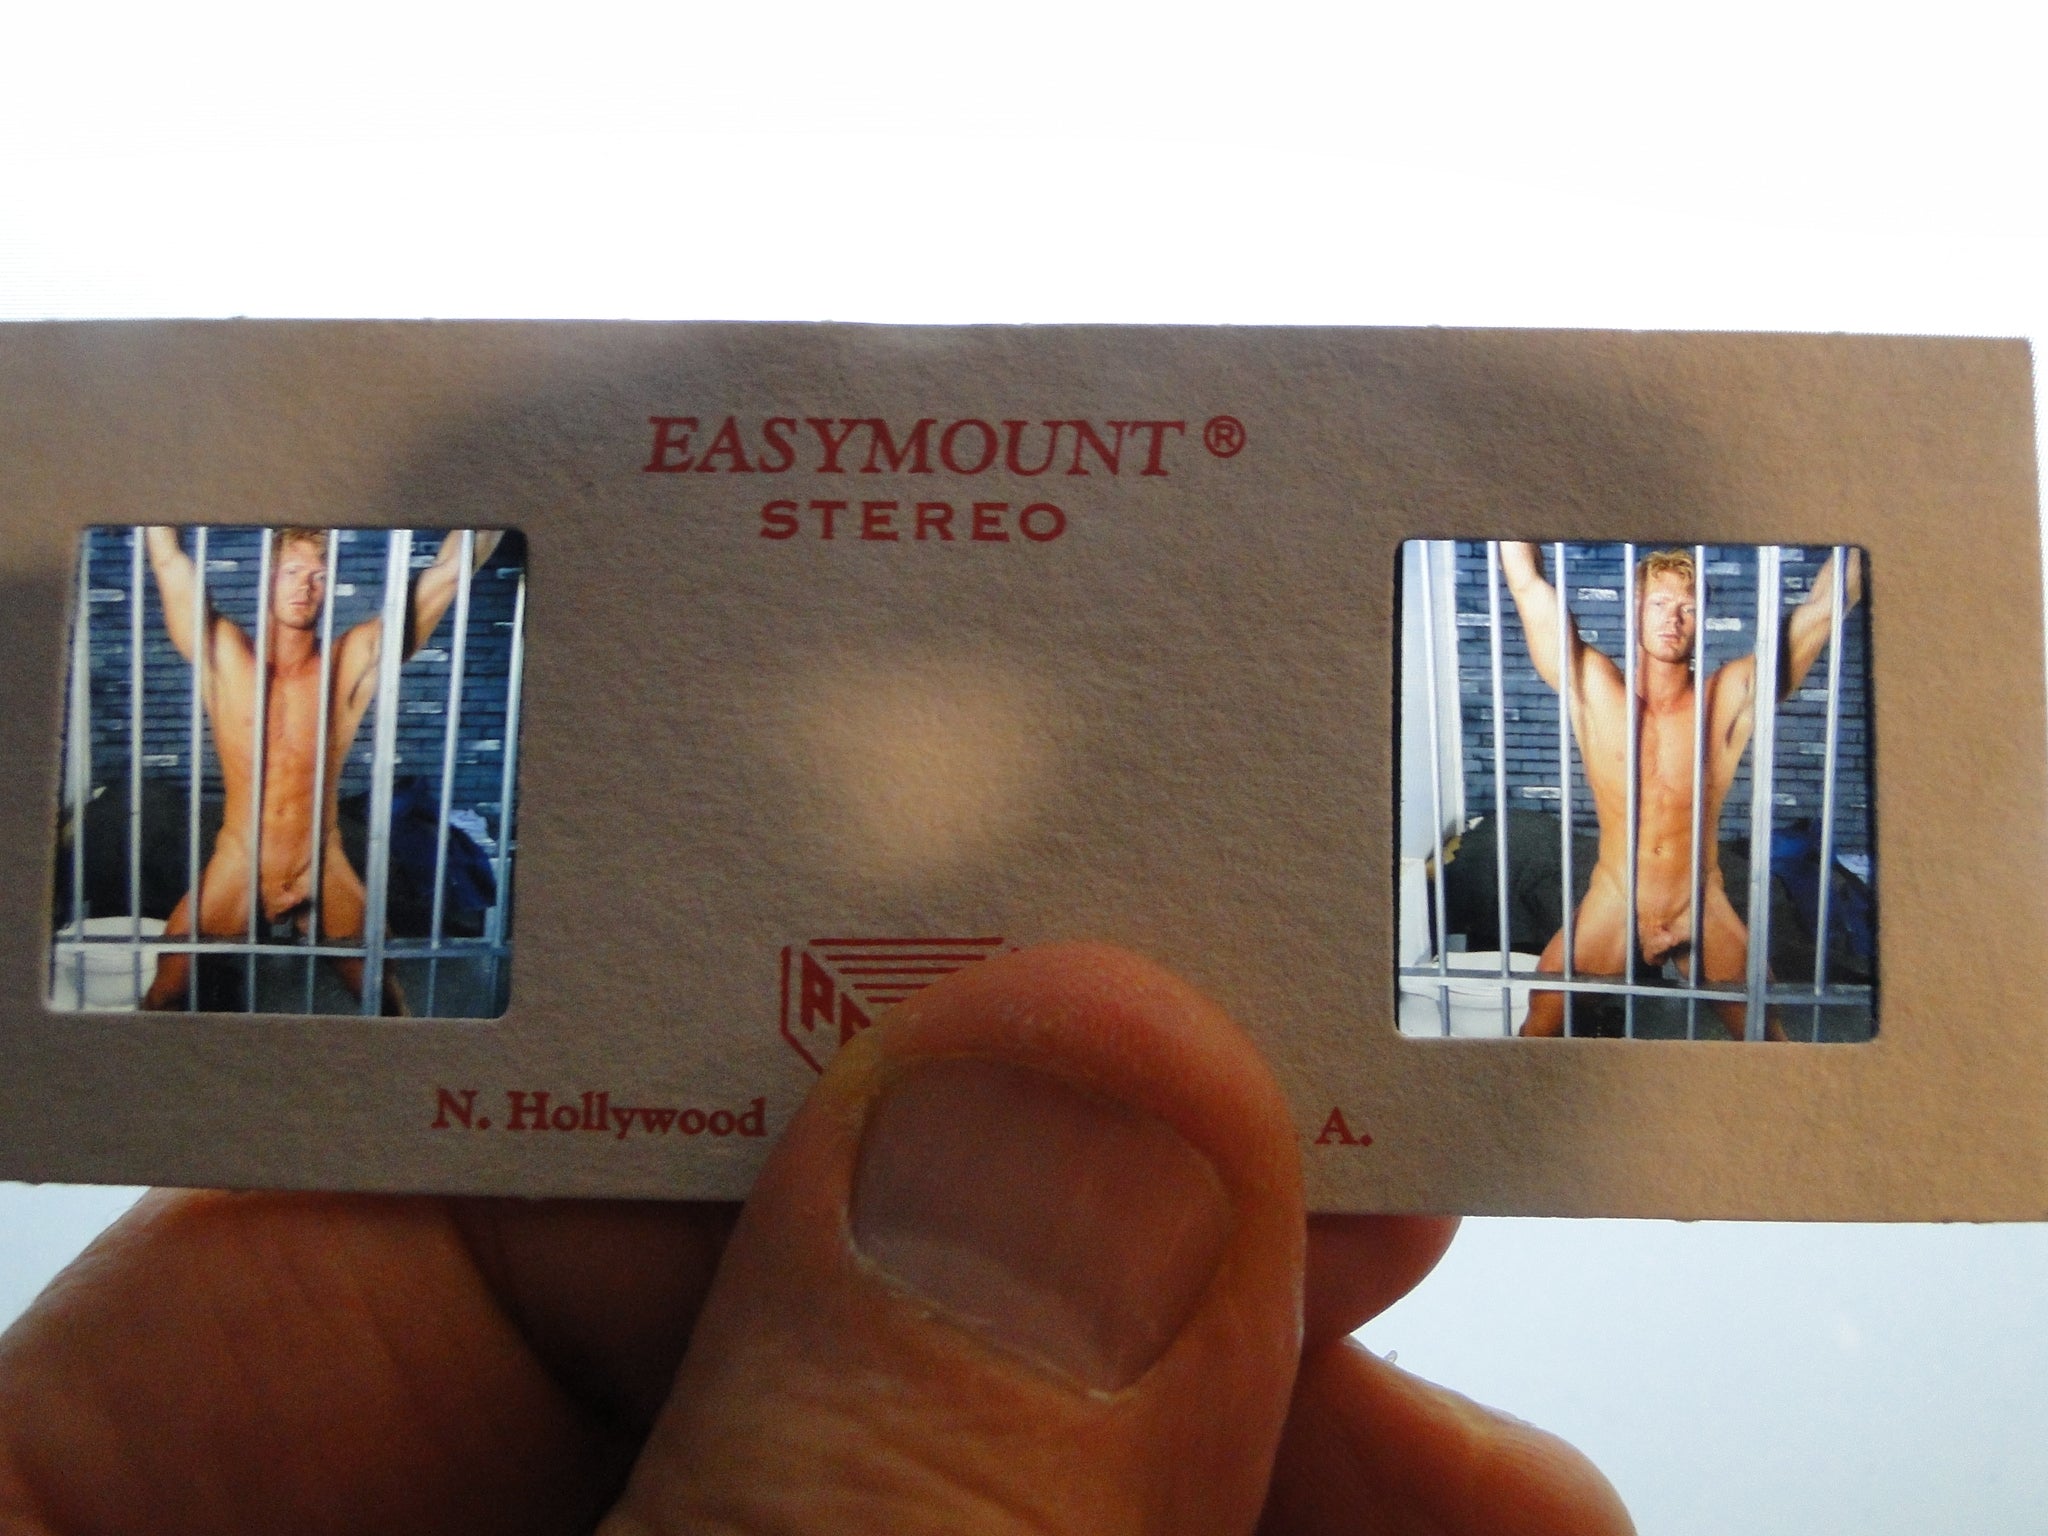 EASYMOUNT ®
STEREO
N. Hollywood A.